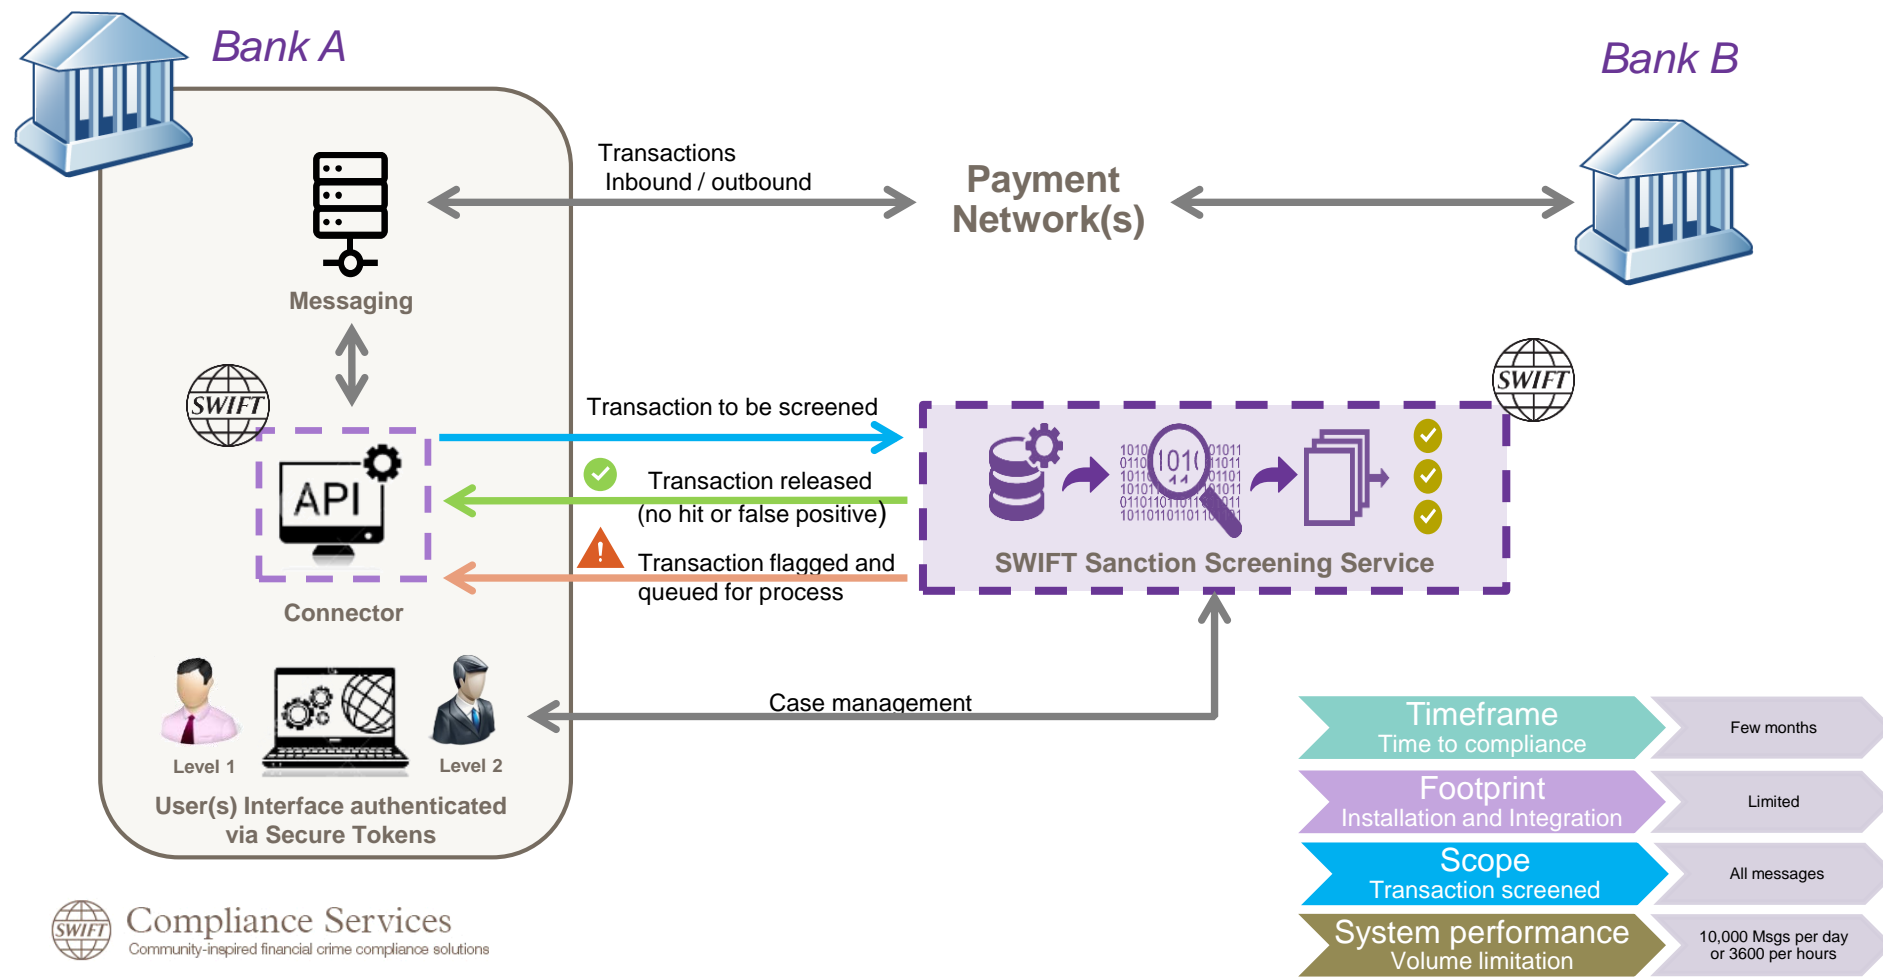 Bank A
Bank B
Transactions
Inbound / outbound
Payment
Network(s)
Messaging
SWIFT
SWIFT
Transaction to be screened
API
Transaction released
(no hit or false positive)
Transaction flagged and
queued for process
SWIFT Sanction Screening Service
Connector
Case management
Level 1
Level 2
User(s) Interface authenticated
via Secure Tokens
Timeframe
Time to compliance
Few months
Footprint
Installation and Integration
Limited
Scope
Transaction screened
All messages
System performance
Volume limitation
10,000 Msgs per day
or 3600 per hours
SWIFT
Compliance Services
Community-inspired financial crime compliance solutions